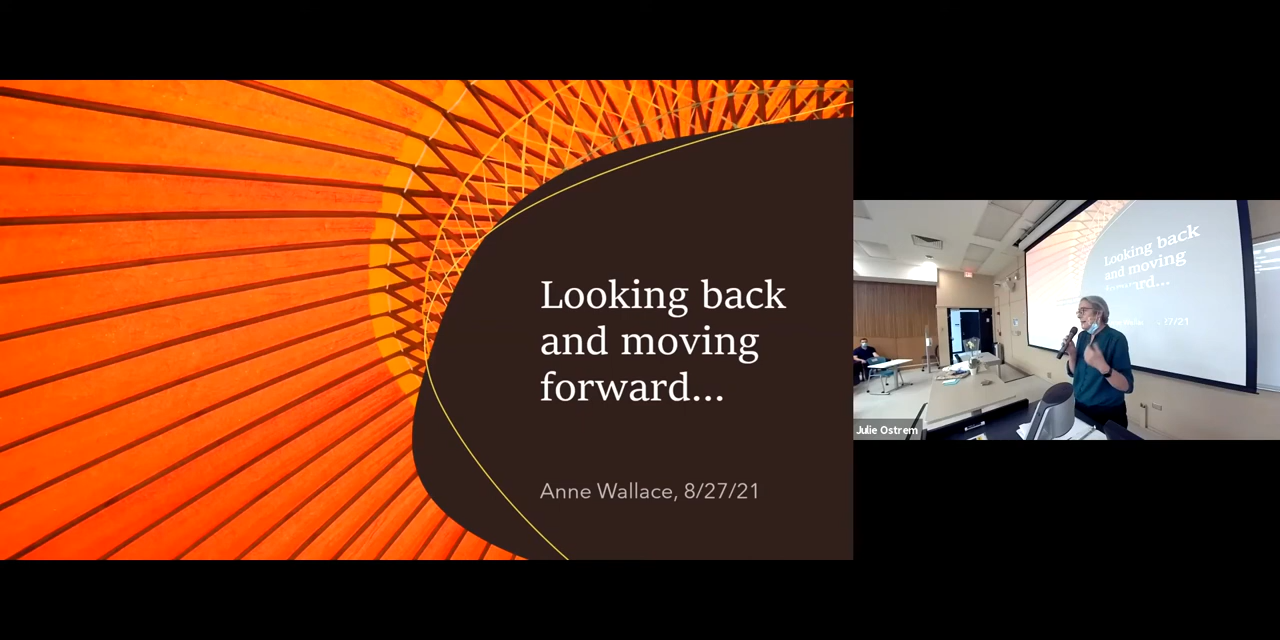 Looking back
and moving
forward...
Anne Wallace, 8/27/21
Looking back
and moving
Julie Ostrem